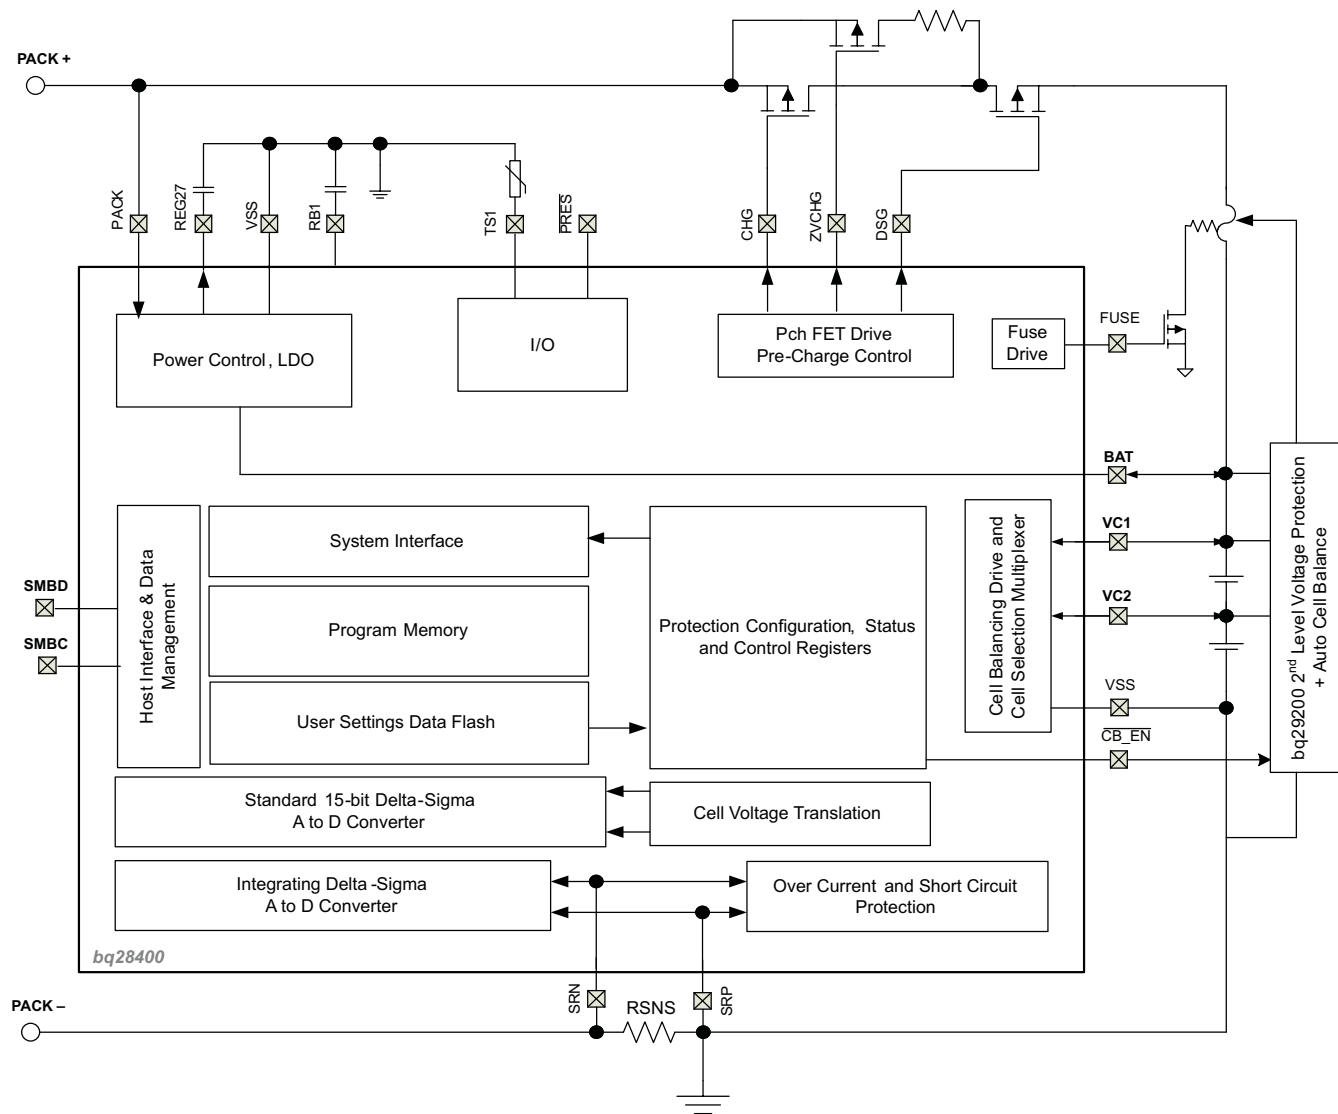 PACK +
PACK
REG27
VSS
RB1
TS1
PRES
CHG
ZVCHG
DSG
Power Control, LDO
I/O
Pch FET Drive
Pre-Charge Control
Fuse
Drive
FUSE
BAT
VC1
VC2
VSS
CB_EN
SMBD
SMBC
Host Interface & Data
Management
System Interface
Program Memory
User Settings Data Flash
Protection Configuration, Status
and Control Registers
Cell Balancing Drive and
Cell Selection Multiplexer
bq29200 2nd Level Voltage Protection
+ Auto Cell Balance
Standard 15-bit Delta-Sigma
A to D Converter
Cell Voltage Translation
Integrating Delta-Sigma
A to D Converter
Over Current and Short Circuit
Protection
bq28400
PACK –
SRN
RSNS
SRP